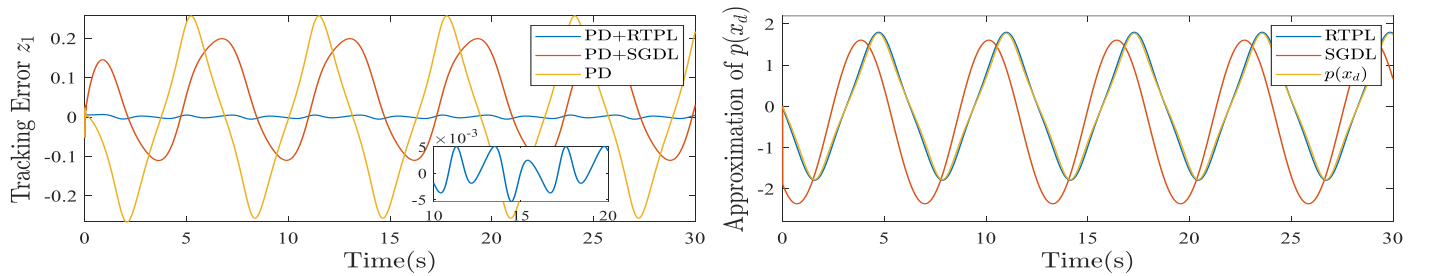 Tracking Error z₁
0.2
0.1
0
-0.1
-0.2
PD+RTPL
PD+SGDL
PD
×10⁻³
5
0
-5
10 15 20
0 5 10 15 20 25 30
Time(s)
Approximation of p(x_d)
2
1
0
-1
-2
RTPL
SGDL
p(x_d)
0 5 10 15 20 25 30
Time(s)